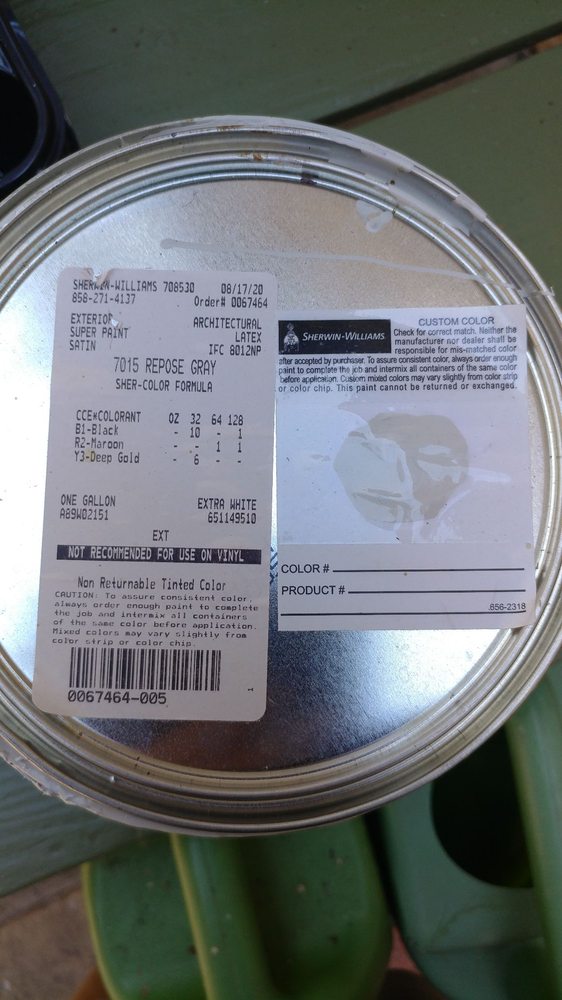 SHERWIN-WILLIAMS 708530 08/17/20
858-271-4137 Order# 0067464
EXTERIOR ARCHITECTURAL
SUPER PAINT LATEX
SATIN IFC 8012NP
7015 REPOSE GRAY
SHER-COLOR FORMULA
CCE*COLORANT OZ 32 64 128
B1-Black - 10 - 1
R2-Maroon - - 1 1
Y3-Deep Gold - 6 - -
ONE GALLON EXTRA WHITE
A89W02151 651149510
EXT
NOT RECOMMENDED FOR USE ON VINYL
Non Returnable Tinted Color
CAUTION: To assure consistent color,
always order enough paint to complete
the job and intermix all containers
of the same color before application.
Mixed colors may vary slightly from
color strip or color chip.
0067464-005
1
SHERWIN-WILLIAMS
CUSTOM COLOR
Check for correct match. Neither the
manufacturer nor dealer shall be
responsible for mis-matched color
after accepted by purchaser. To assure consistent color, always order enough
paint to complete the job and intermix all containers of the same color
before application. Custom mixed colors may vary slightly from color strip
or color chip. This paint cannot be returned or exchanged.
COLOR #
PRODUCT #
856-2318